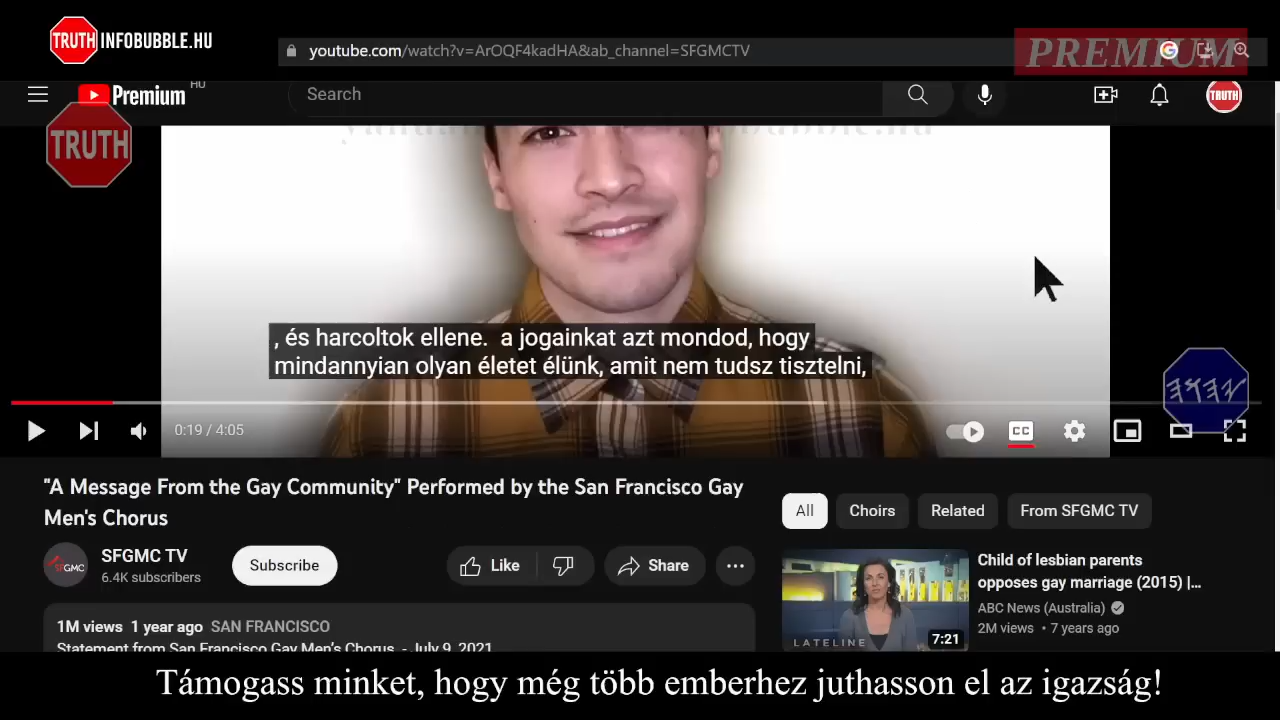 TRUTH INFOBUBBLE.HU
youtube.com/watch?v=ArOQF4kadHA&ab_channel=SFGMCTV
PREMIUM
Premium HU
Search
TRUTH
TRUTH
, és harcoltok ellene.  a jogainkat azt mondod, hogy
mindannyian olyan életet élünk, amit nem tudsz tisztelni,
𐤉𐤄𐤅𐤄
0:19 / 4:05
CC
"A Message From the Gay Community" Performed by the San Francisco Gay
Men's Chorus
All
Choirs
Related
From SFGMC TV
SFGMC
SFGMC TV
6.4K subscribers
Subscribe
Like
Share
Child of lesbian parents
opposes gay marriage (2015) |...
ABC News (Australia)
2M views • 7 years ago
LATELINE
7:21
1M views 1 year ago SAN FRANCISCO
Statement from San Francisco Gay Men's Chorus - July 9, 2021
Támogass minket, hogy még több emberhez juthasson el az igazság!